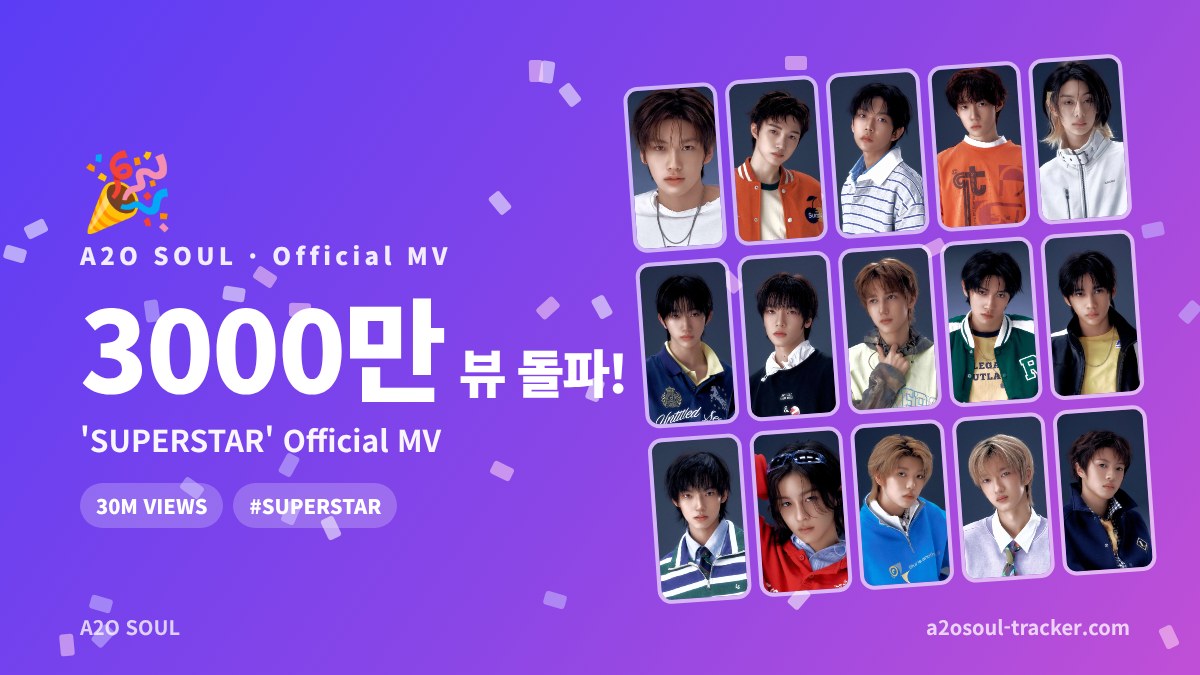 A2O SOUL · Official MV
3000만 뷰 돌파!
'SUPERSTAR' Official MV
30M VIEWS
#SUPERSTAR
A2O SOUL
a2osoul-tracker.com